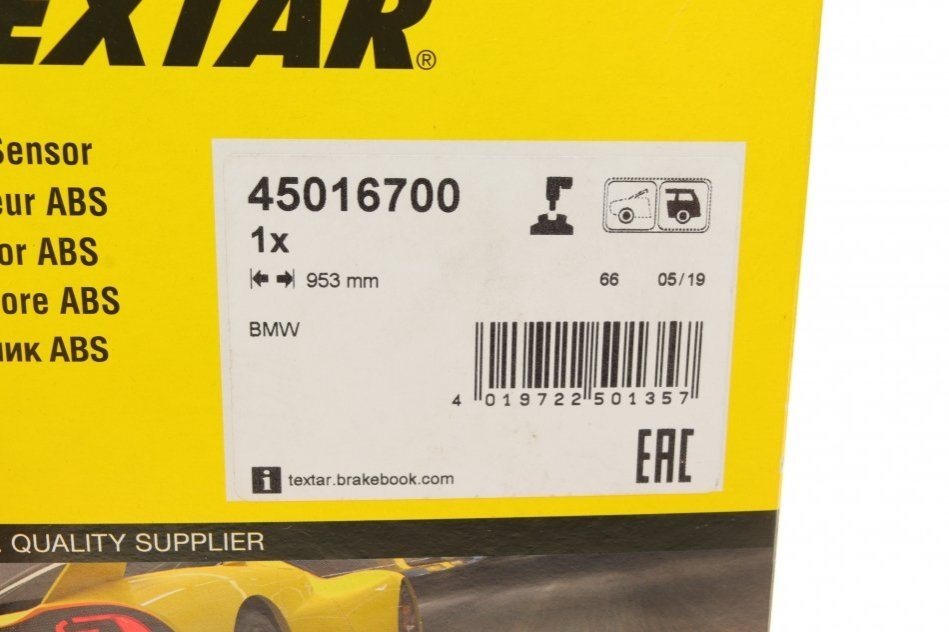 EXTAR®
Sensor
eur ABS
or ABS
ore ABS
ник ABS
45016700
1x
953 mm
66 05/19
BMW
4 019722 501357
EAC
i textar.brakebook.com
QUALITY SUPPLIER